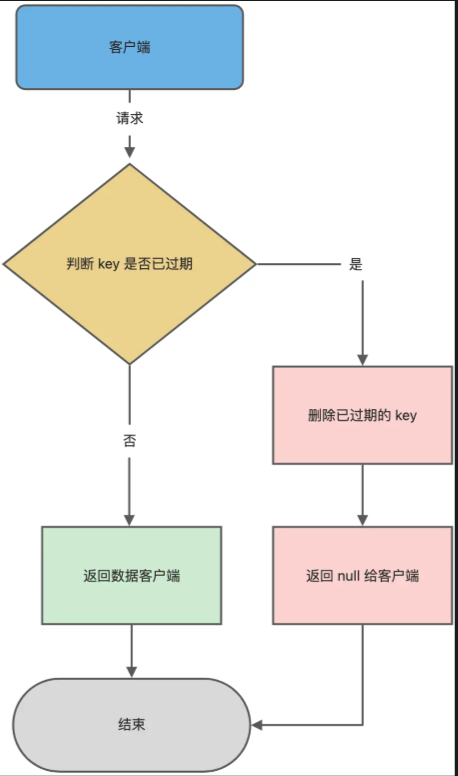 客户端
请求
判断 key 是否已过期
是
删除已过期的 key
否
返回数据客户端
返回 null 给客户端
结束